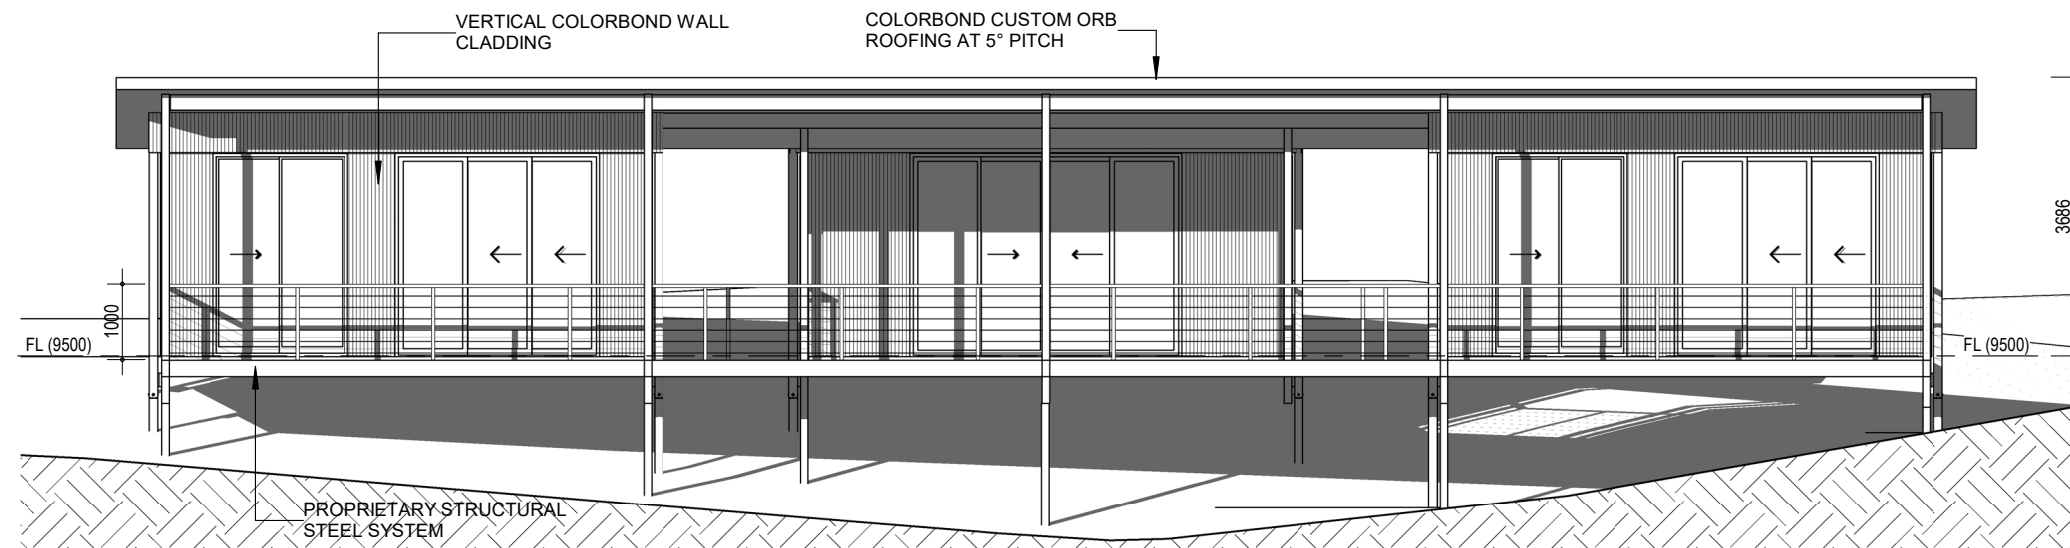 VERTICAL COLORBOND WALL
CLADDING
COLORBOND CUSTOM ORB
ROOFING AT 5° PITCH
3686
1000
FL (9500)
FL (9500)
PROPRIETARY STRUCTURAL
STEEL SYSTEM